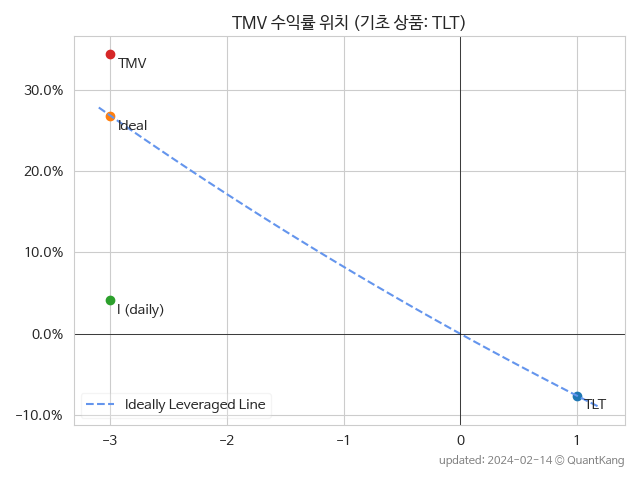 TMV 수익률 위치 (기초 상품: TLT)
TMV
30.0%
Ideal
20.0%
10.0%
I (daily)
0.0%
Ideally Leveraged Line
TLT
−10.0%
−3
−2
−1
0
1
updated: 2024-02-14 © QuantKang